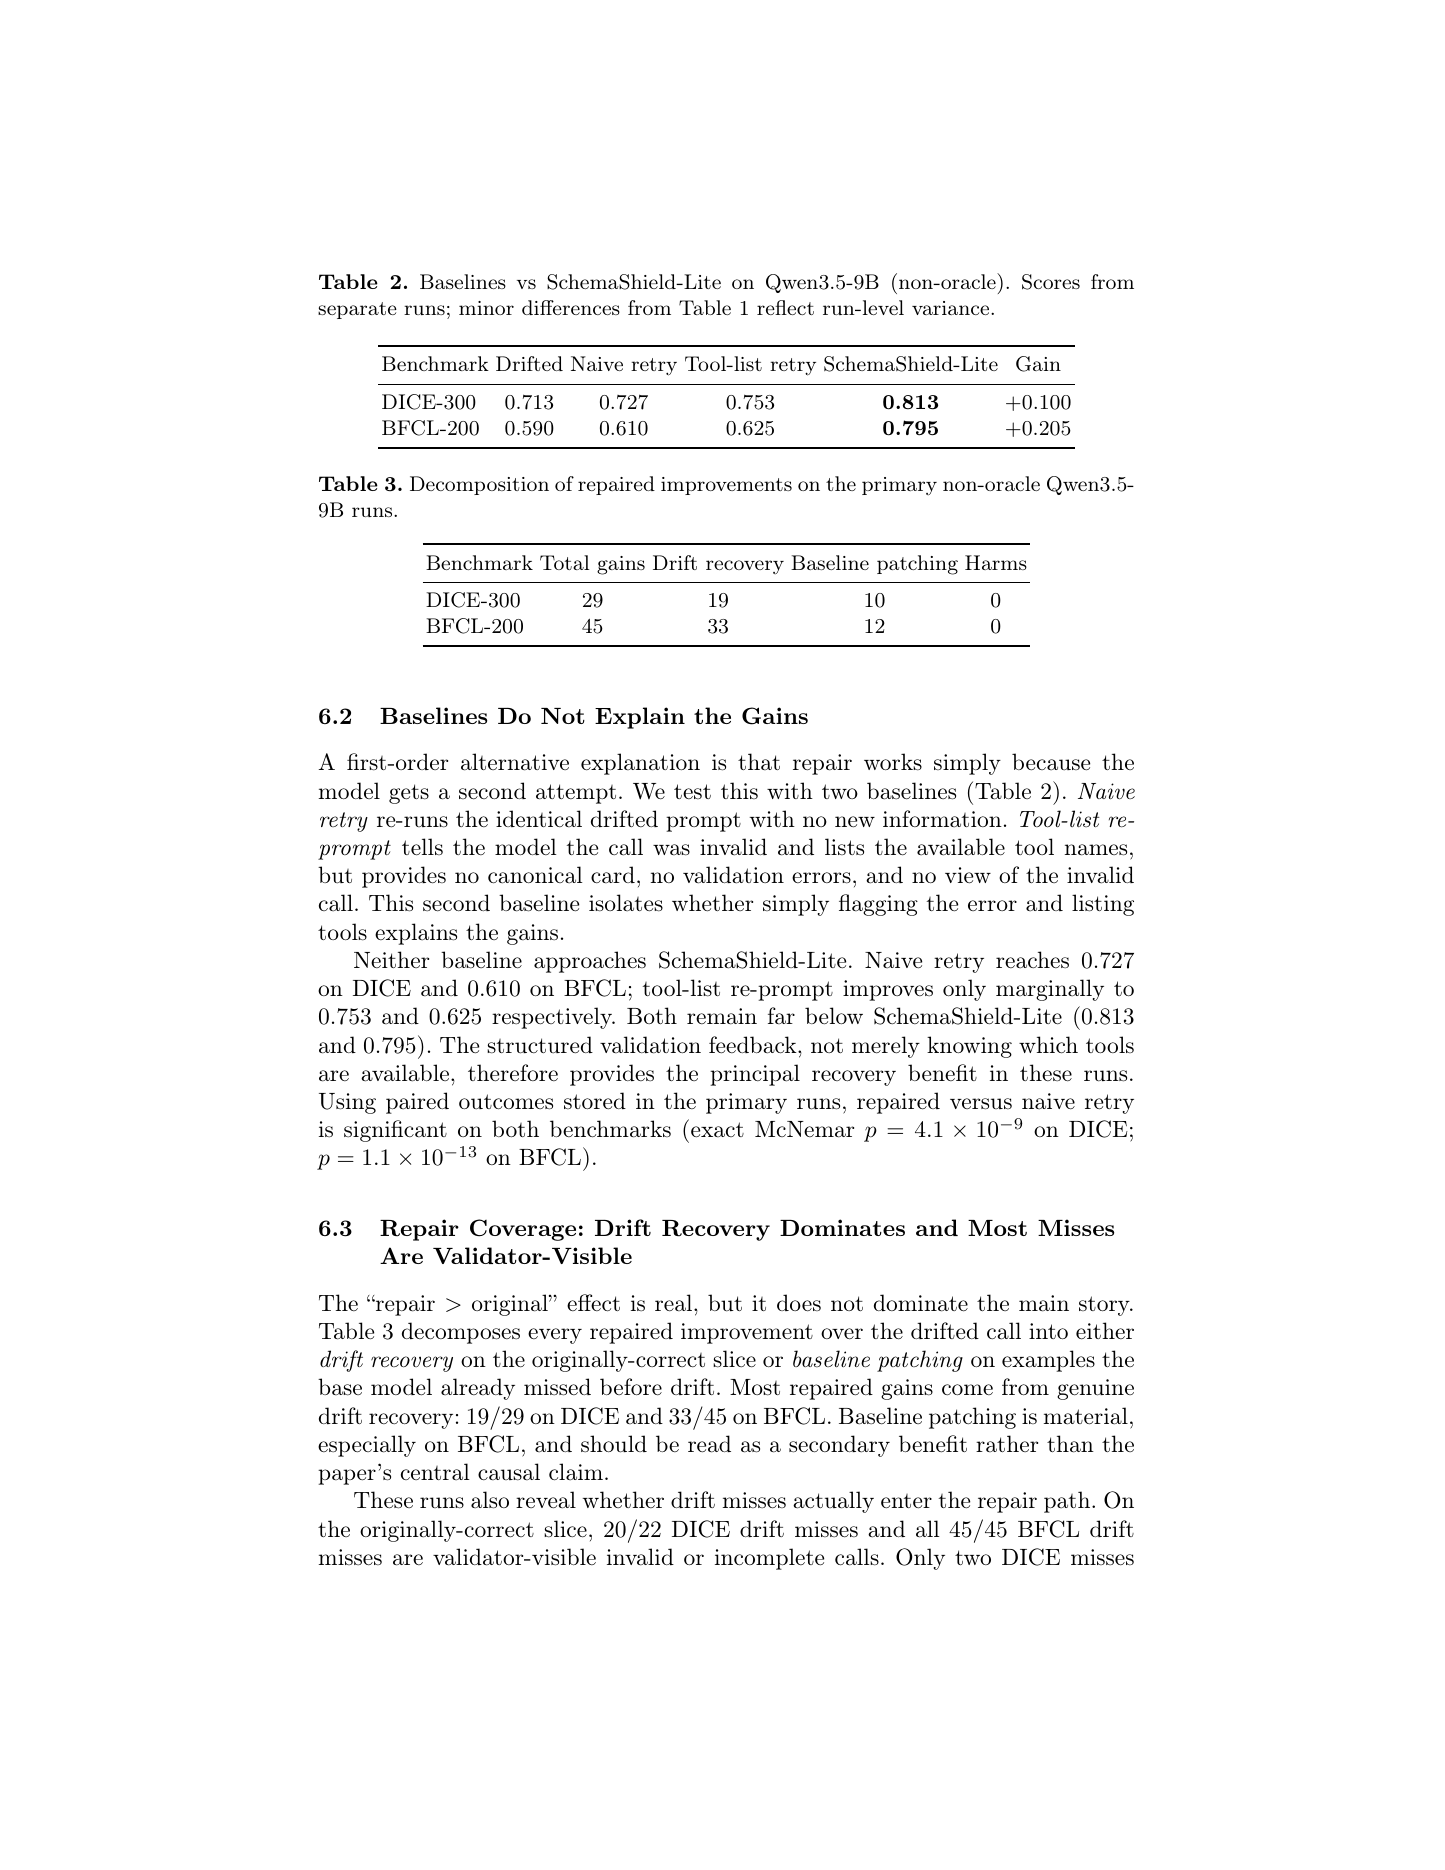 Table 2. Baselines vs SchemaShield-Lite on Qwen3.5-9B (non-oracle). Scores from
separate runs; minor differences from Table 1 reflect run-level variance.
Benchmark Drifted Naive retry Tool-list retry SchemaShield-Lite Gain
DICE-300 0.713 0.727 0.753 0.813 +0.100
BFCL-200 0.590 0.610 0.625 0.795 +0.205
Table 3. Decomposition of repaired improvements on the primary non-oracle Qwen3.5-
9B runs.
Benchmark Total gains Drift recovery Baseline patching Harms
DICE-300 29 19 10 0
BFCL-200 45 33 12 0
6.2 Baselines Do Not Explain the Gains
A first-order alternative explanation is that repair works simply because the
model gets a second attempt. We test this with two baselines (Table 2). Naive
retry re-runs the identical drifted prompt with no new information. Tool-list re-
prompt tells the model the call was invalid and lists the available tool names,
but provides no canonical card, no validation errors, and no view of the invalid
call. This second baseline isolates whether simply flagging the error and listing
tools explains the gains.
Neither baseline approaches SchemaShield-Lite. Naive retry reaches 0.727
on DICE and 0.610 on BFCL; tool-list re-prompt improves only marginally to
0.753 and 0.625 respectively. Both remain far below SchemaShield-Lite (0.813
and 0.795). The structured validation feedback, not merely knowing which tools
are available, therefore provides the principal recovery benefit in these runs.
Using paired outcomes stored in the primary runs, repaired versus naive retry
is significant on both benchmarks (exact McNemar p = 4.1 × 10⁻⁹ on DICE;
p = 1.1 × 10⁻¹³ on BFCL).
6.3 Repair Coverage: Drift Recovery Dominates and Most Misses
Are Validator-Visible
The “repair > original” effect is real, but it does not dominate the main story.
Table 3 decomposes every repaired improvement over the drifted call into either
drift recovery on the originally-correct slice or baseline patching on examples the
base model already missed before drift. Most repaired gains come from genuine
drift recovery: 19/29 on DICE and 33/45 on BFCL. Baseline patching is material,
especially on BFCL, and should be read as a secondary benefit rather than the
paper’s central causal claim.
These runs also reveal whether drift misses actually enter the repair path. On
the originally-correct slice, 20/22 DICE drift misses and all 45/45 BFCL drift
misses are validator-visible invalid or incomplete calls. Only two DICE misses